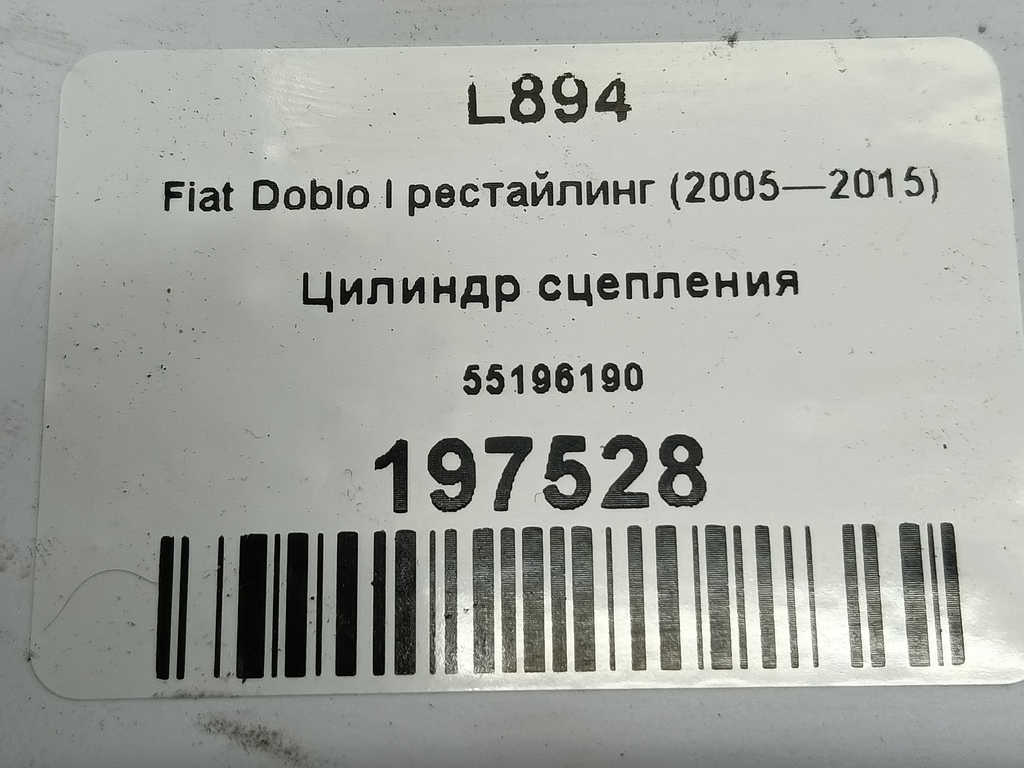 L894
Fiat Doblo I рестайлинг (2005—2015)
Цилиндр сцепления
55196190
197528